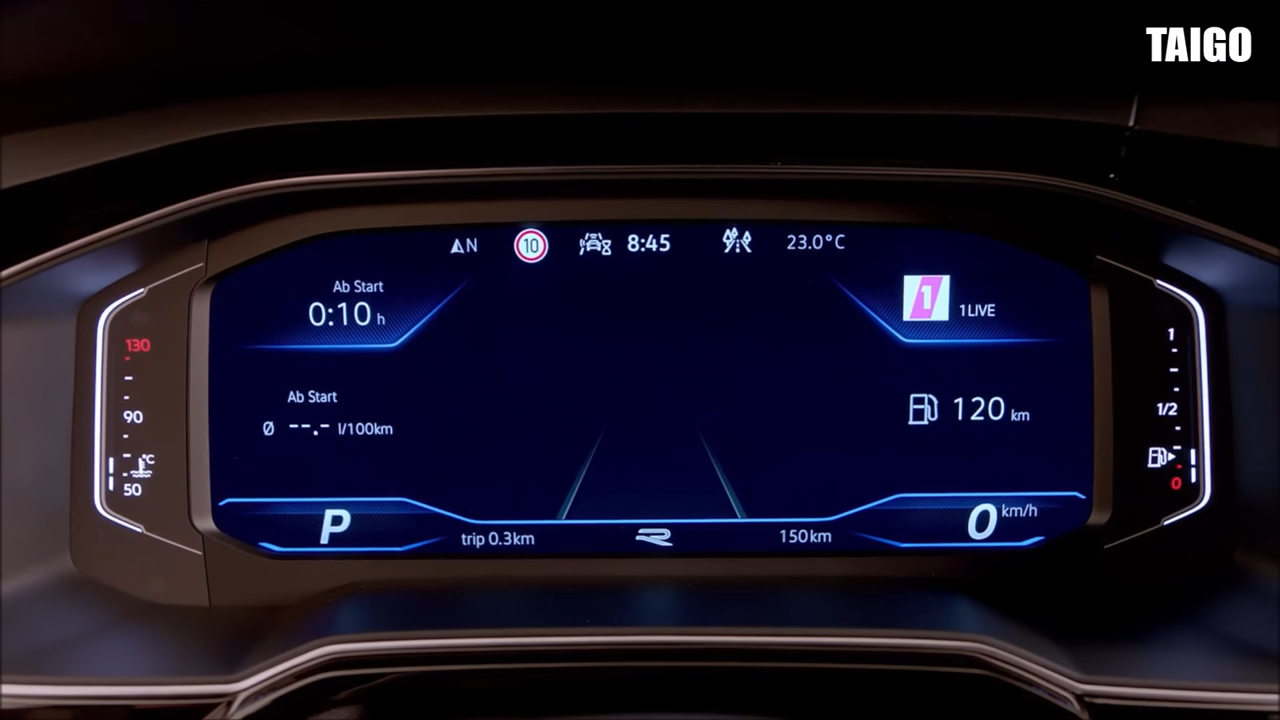 TAIGO
N 10 8:45 23.0°C
Ab Start
0:10 h
1
1LIVE
130
90
°C
50
Ab Start
Ø --.- l/100km
120 km
1
1/2
0
P
trip 0.3km
150km
0 km/h